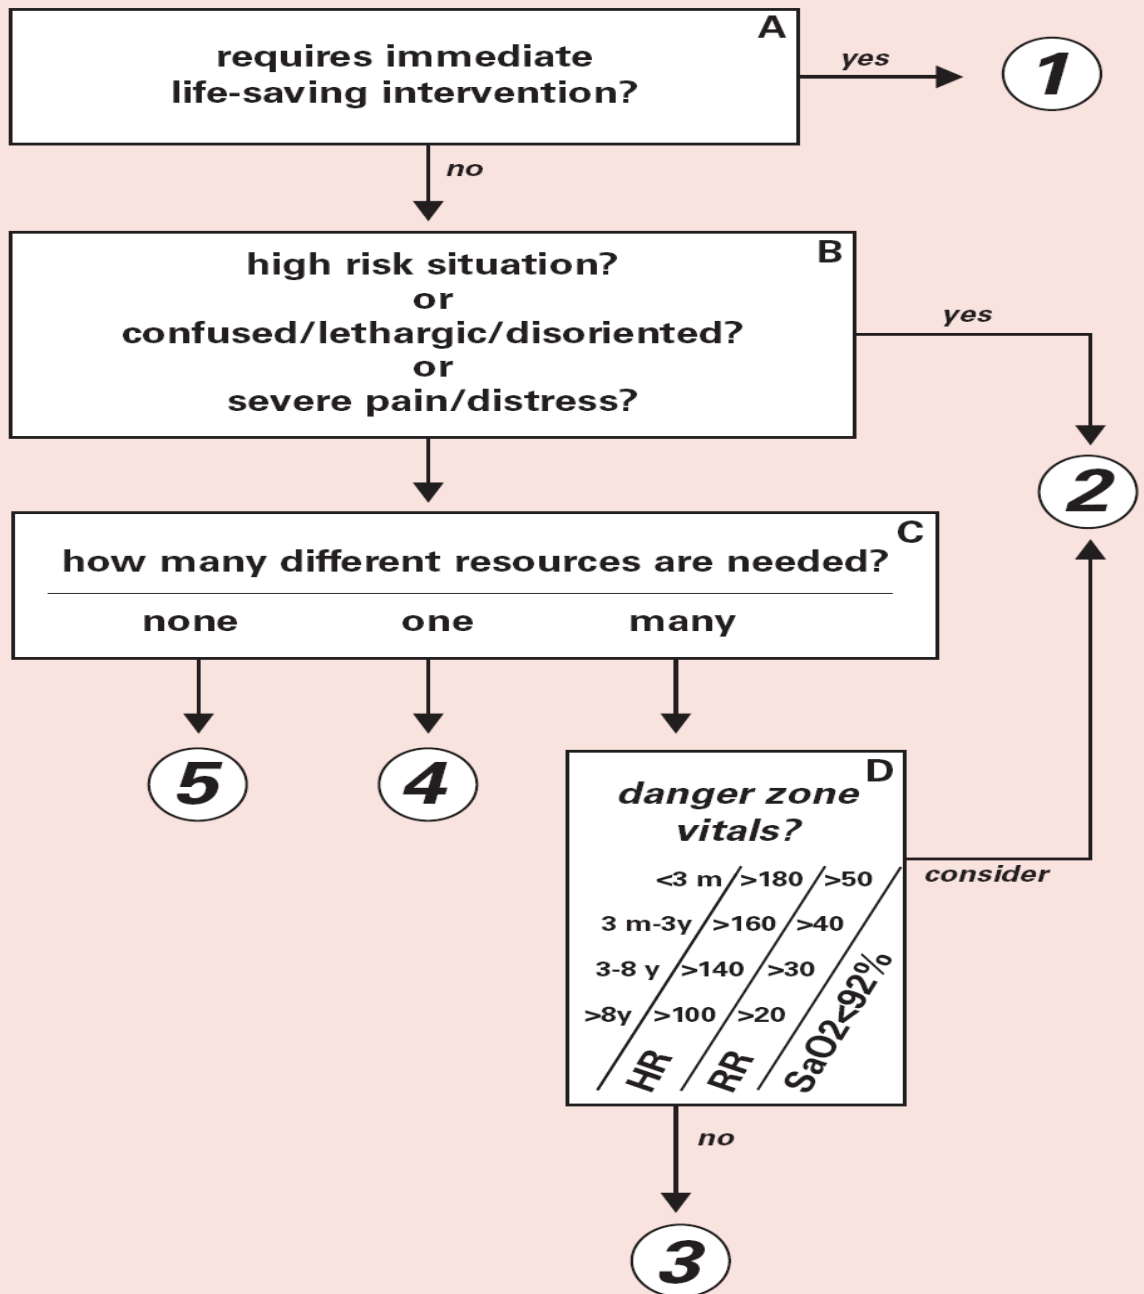 A
requires immediate
life-saving intervention?
yes
1
no
B
high risk situation?
or
confused/lethargic/disoriented?
or
severe pain/distress?
yes
2
C
how many different resources are needed?
none one many
5
4
D
danger zone
vitals?
<3 m >180 >50
3 m-3y >160 >40
3-8 y >140 >30
>8y >100 >20
HR RR SaO2<92%
consider
no
3